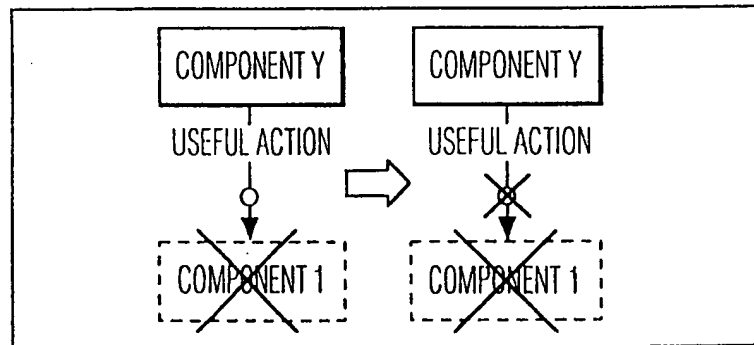 COMPONENT Y
USEFUL ACTION
COMPONENT 1
COMPONENT Y
USEFUL ACTION
COMPONENT 1